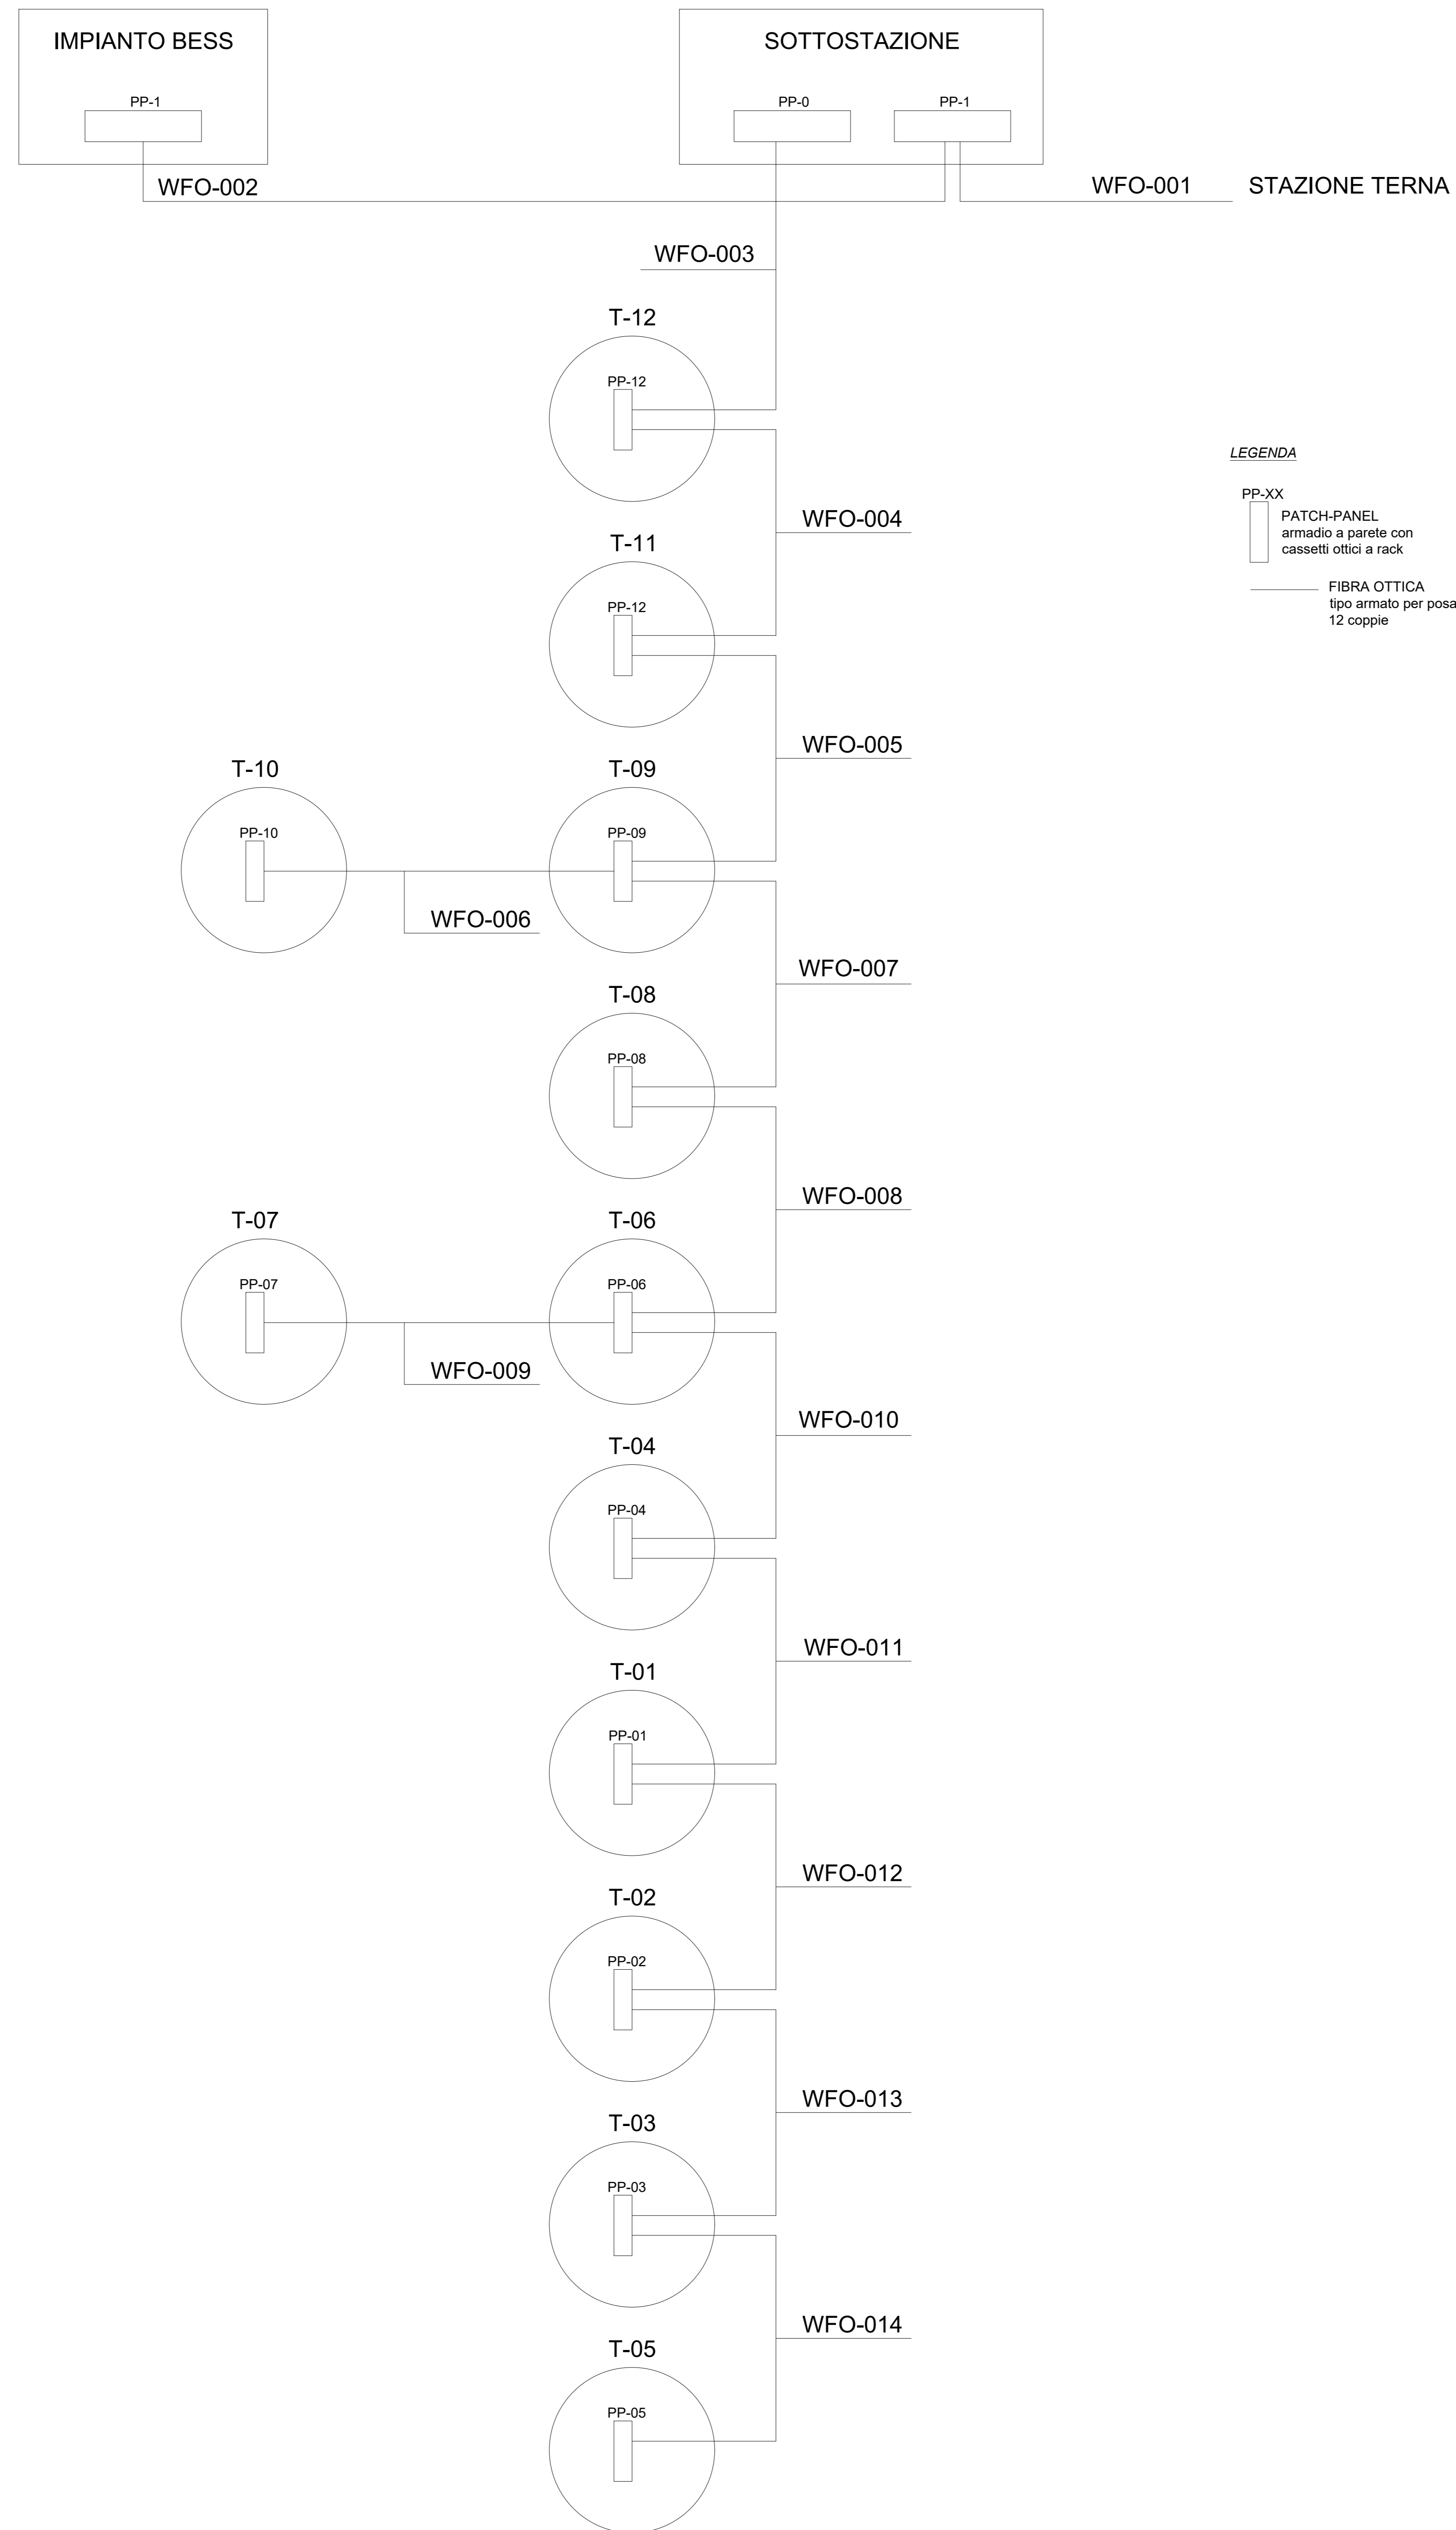 IMPIANTO BESS
SOTTOSTAZIONE
PP-1
PP-0
PP-1
WFO-002
WFO-001
STAZIONE TERNA
WFO-003
T-12
PP-12
LEGENDA
PP-XX
PATCH-PANEL
armadio a parete con
cassetti ottici a rack
FIBRA OTTICA
tipo armato per posa
12 coppie
WFO-004
T-11
PP-12
WFO-005
T-10
T-09
PP-10
PP-09
WFO-006
WFO-007
T-08
PP-08
WFO-008
T-07
T-06
PP-07
PP-06
WFO-009
WFO-010
T-04
PP-04
WFO-011
T-01
PP-01
WFO-012
T-02
PP-02
WFO-013
T-03
PP-03
WFO-014
T-05
PP-05